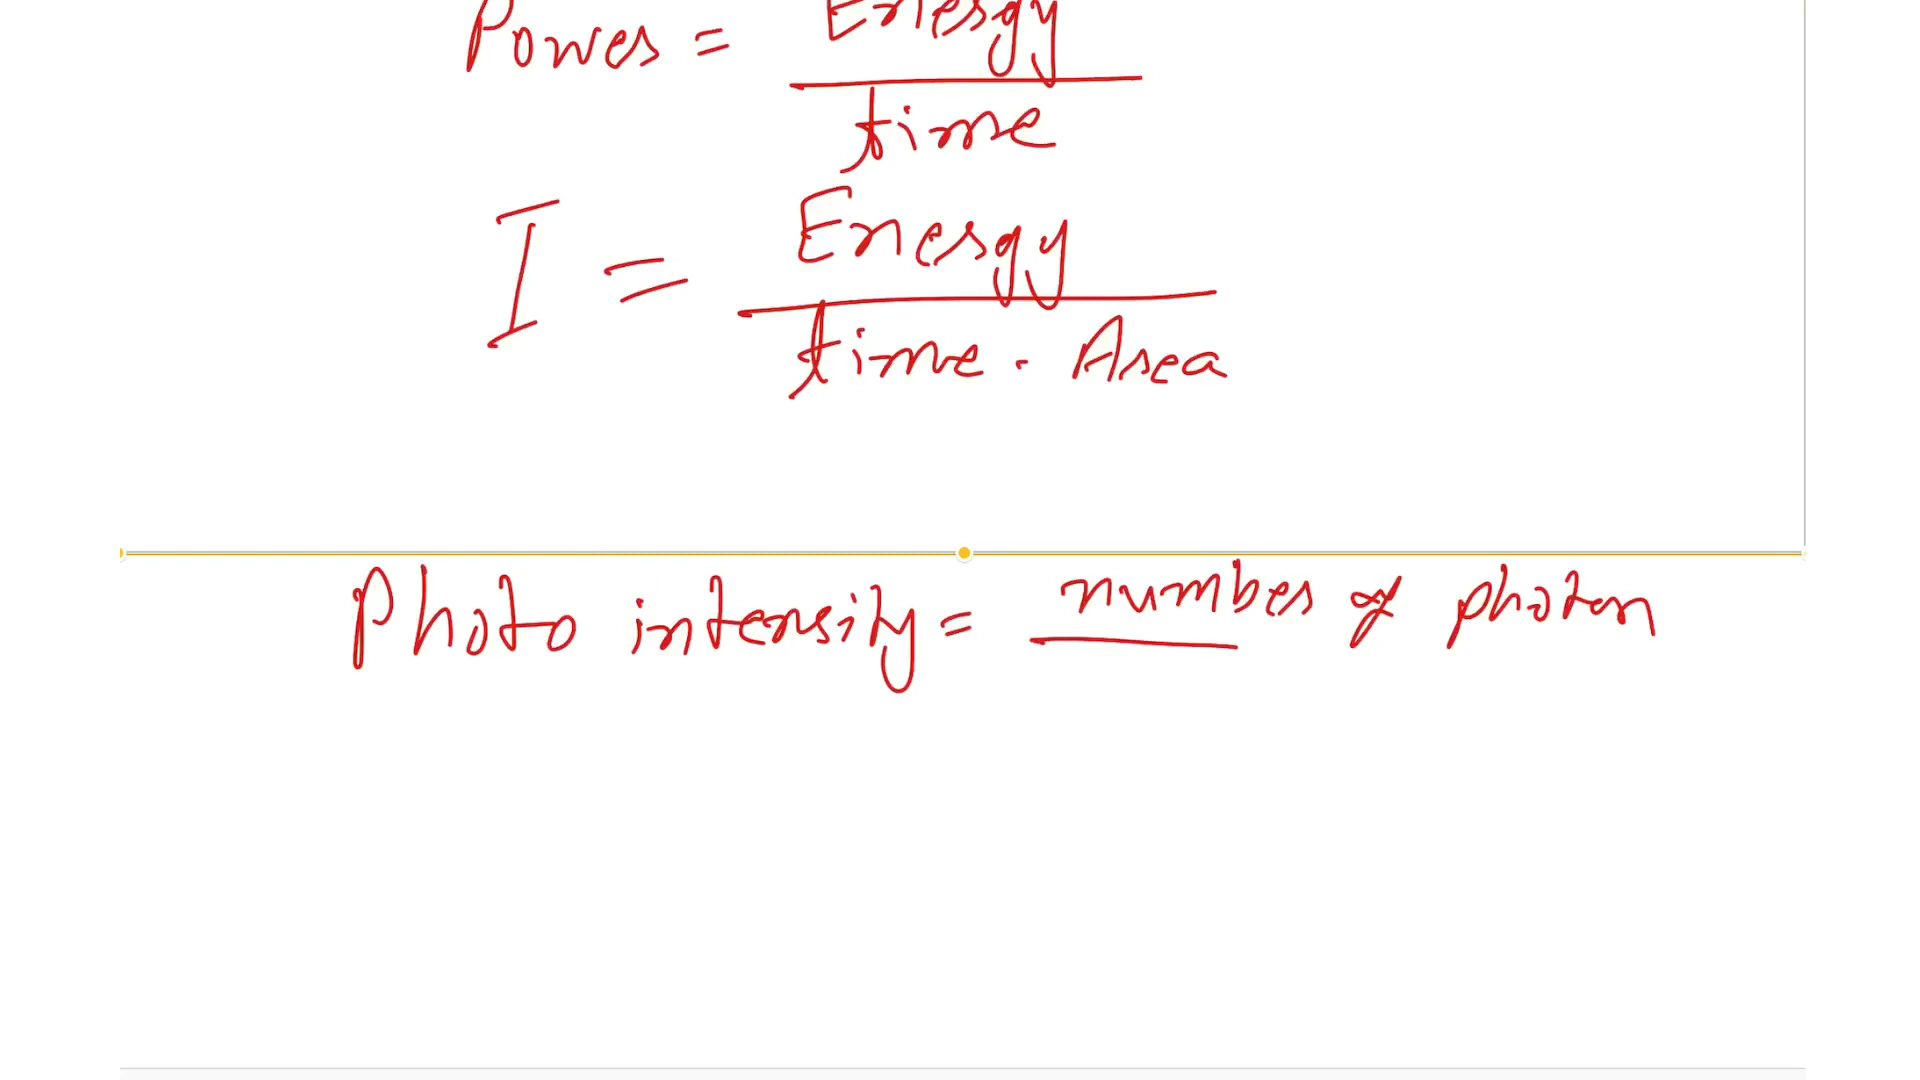 Power = Energy
time
I = Energy
time . Area
Photo intensity = number of photon